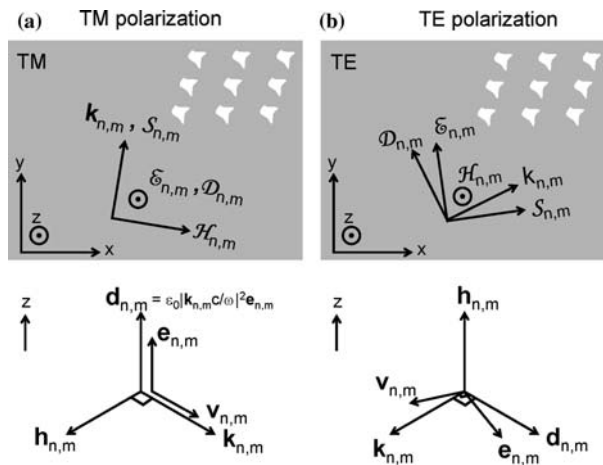 (a) TM polarization
(b) TE polarization
TM
k_{n,m} , 𝒮_{n,m}
ℰ_{n,m} , 𝒟_{n,m}
ℋ_{n,m}
y
z
x
TE
𝒟_{n,m}
ℰ_{n,m}
ℋ_{n,m}
k_{n,m}
𝒮_{n,m}
y
z
x
z
d_{n,m} = ε₀|k_{n,m}c/ω|²e_{n,m}
e_{n,m}
v_{n,m}
h_{n,m}
k_{n,m}
z
h_{n,m}
v_{n,m}
k_{n,m}
e_{n,m}
d_{n,m}